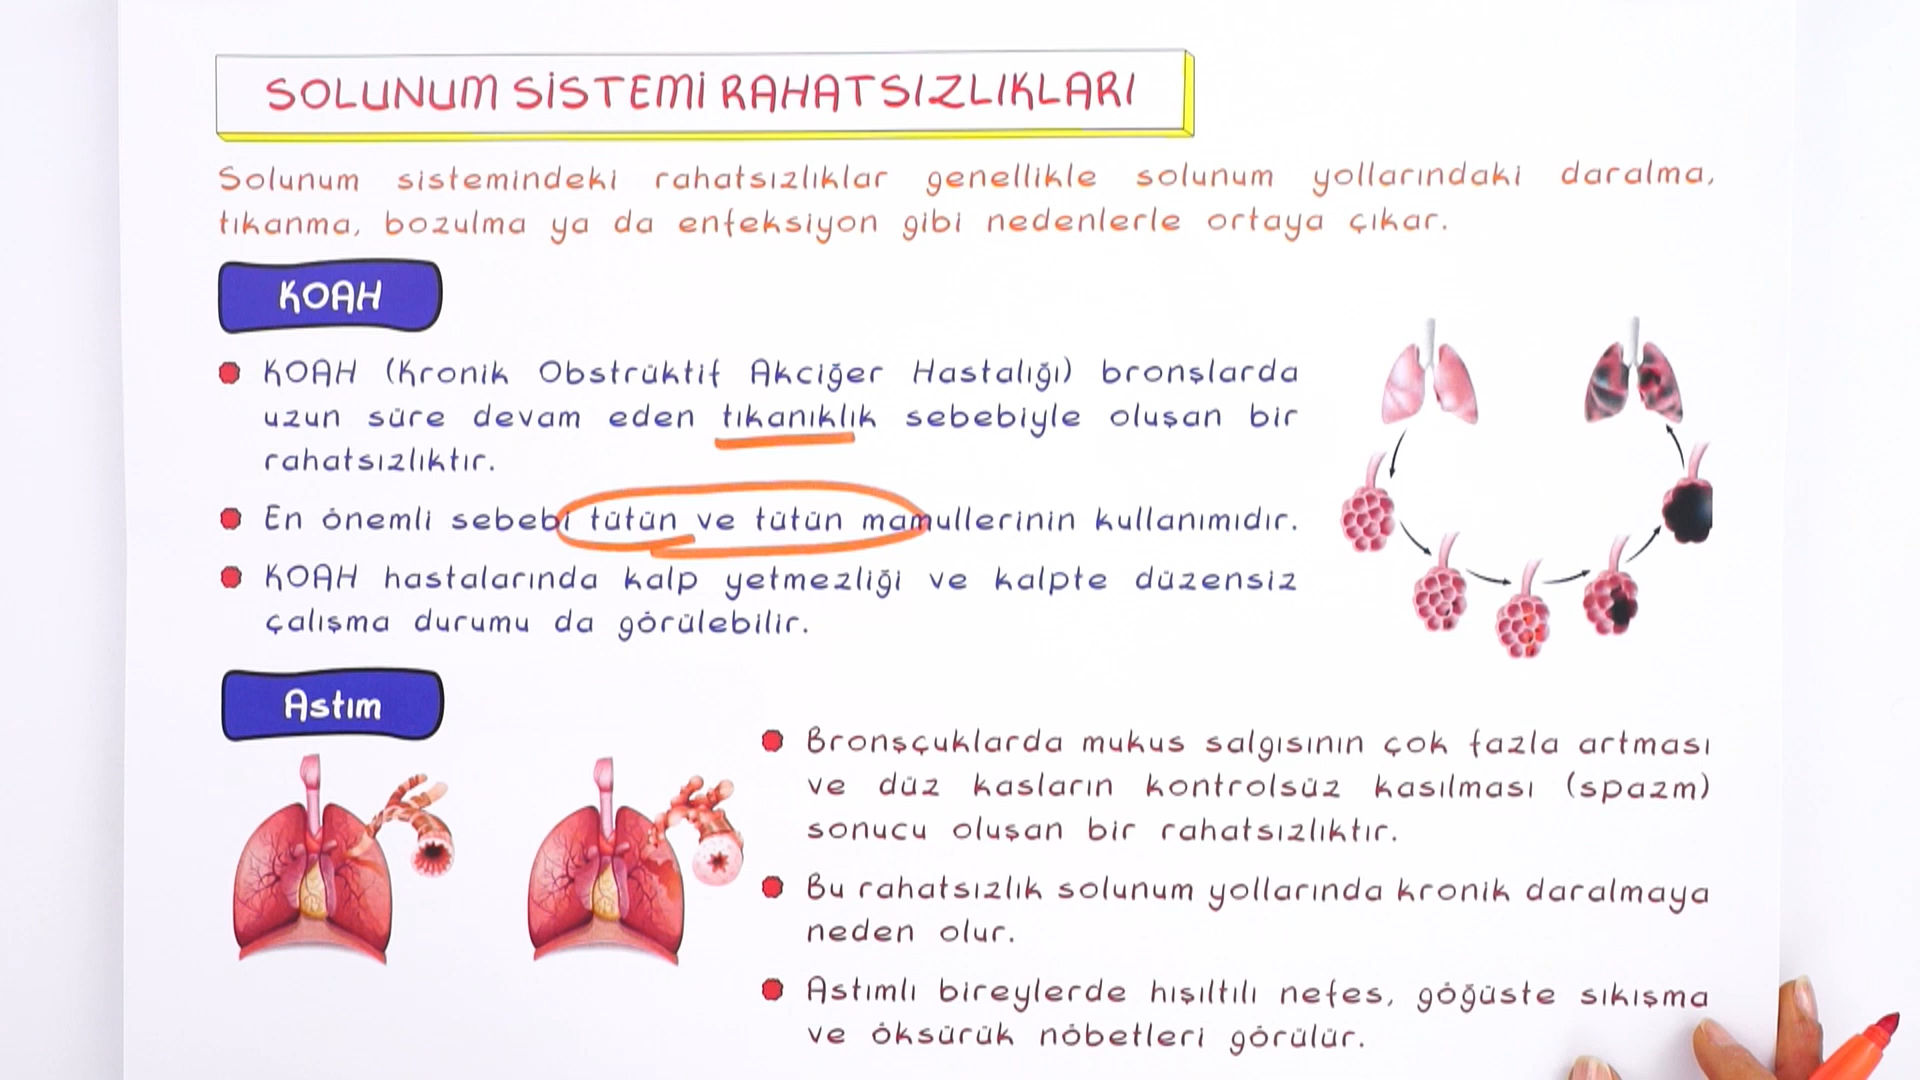 SOLUNUM SİSTEMİ RAHATSIZLIKLARI
Solunum sistemindeki rahatsızlıklar genellikle solunum yollarındaki daralma,
tıkanma, bozulma ya da enfeksiyon gibi nedenlerle ortaya çıkar.
KOAH
KOAH (Kronik Obstrüktif Akciğer Hastalığı) bronşlarda
uzun süre devam eden tıkanıklık sebebiyle oluşan bir
rahatsızlıktır.
En önemli sebebi tütün ve tütün mamullerinin kullanımıdır.
KOAH hastalarında kalp yetmezliği ve kalpte düzensiz
çalışma durumu da görülebilir.
Astım
Bronşçuklarda mukus salgısının çok fazla artması
ve düz kasların kontrolsüz kasılması (spazm)
sonucu oluşan bir rahatsızlıktır.
Bu rahatsızlık solunum yollarında kronik daralmaya
neden olur.
Astımlı bireylerde hışıltılı nefes, göğüste sıkışma
ve öksürük nöbetleri görülür.